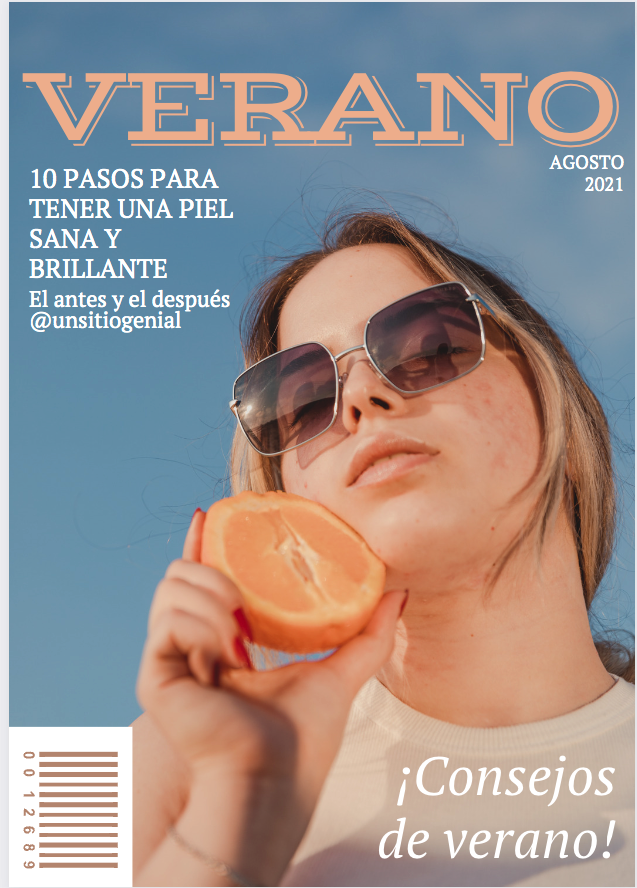 VERANO
AGOSTO
2021
10 PASOS PARA
TENER UNA PIEL
SANA Y
BRILLANTE
El antes y el después
@unsitiogenial
¡Consejos
de verano!
0012689